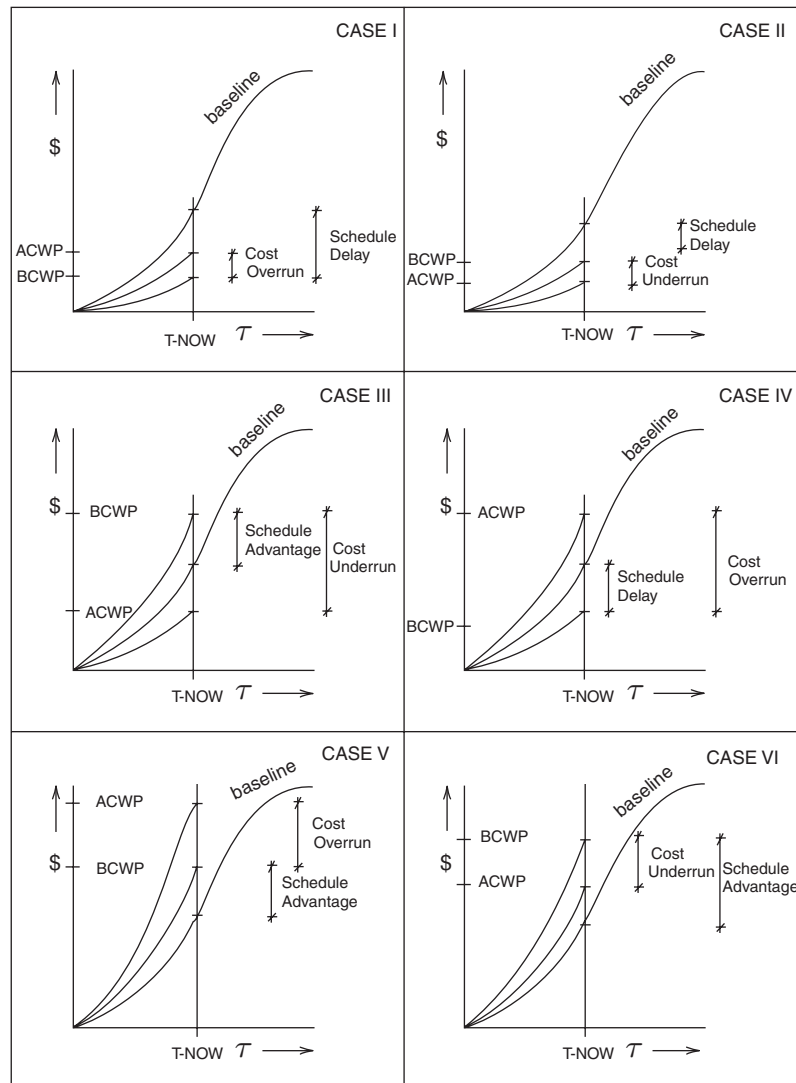 CASE I
baseline
$
ACWP
BCWP
Cost
Overrun
Schedule
Delay
T-NOW τ
CASE II
baseline
$
BCWP
ACWP
Schedule
Delay
Cost
Underrun
T-NOW τ
CASE III
baseline
$
BCWP
ACWP
Schedule
Advantage
Cost
Underrun
T-NOW τ
CASE IV
baseline
$
ACWP
BCWP
Schedule
Delay
Cost
Overrun
T-NOW τ
CASE V
baseline
ACWP
$
BCWP
Cost
Overrun
Schedule
Advantage
T-NOW τ
CASE VI
baseline
BCWP
$
ACWP
Cost
Underrun
Schedule
Advantage
T-NOW τ